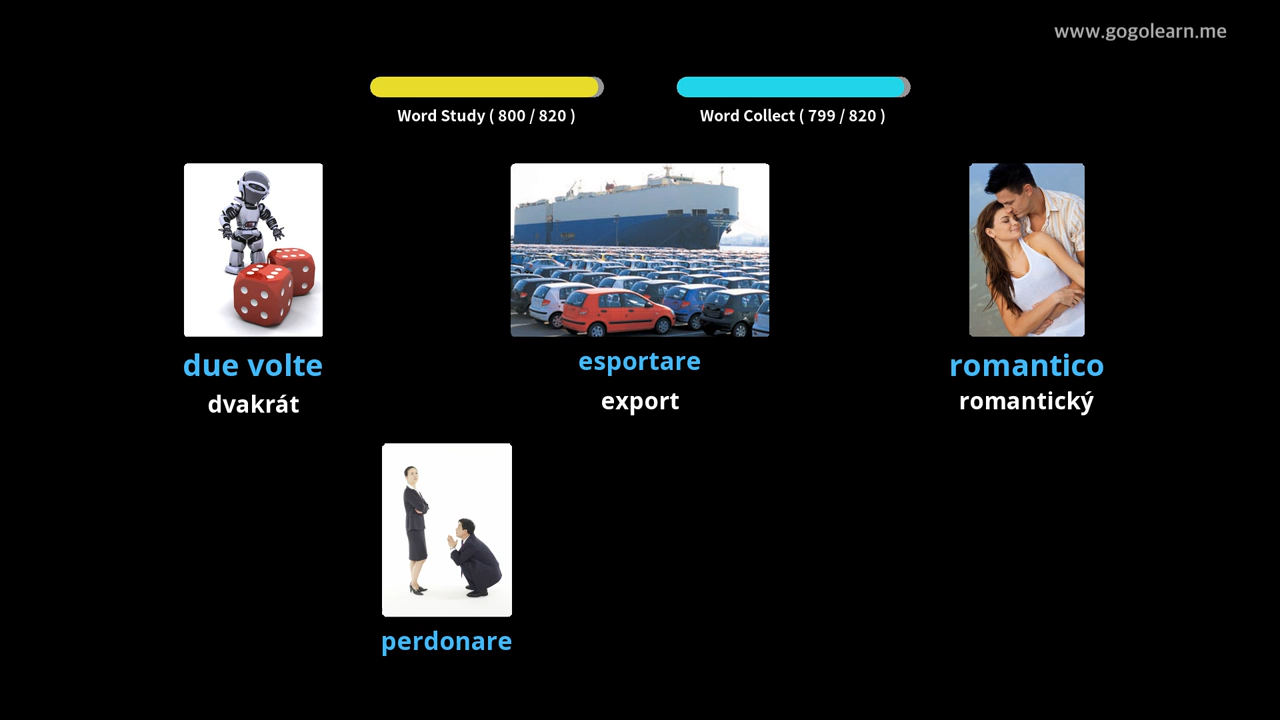 www.gogolearn.me
Word Study ( 800 / 820 )
Word Collect ( 799 / 820 )
due volte
dvakrát
esportare
export
romantico
romantický
perdonare